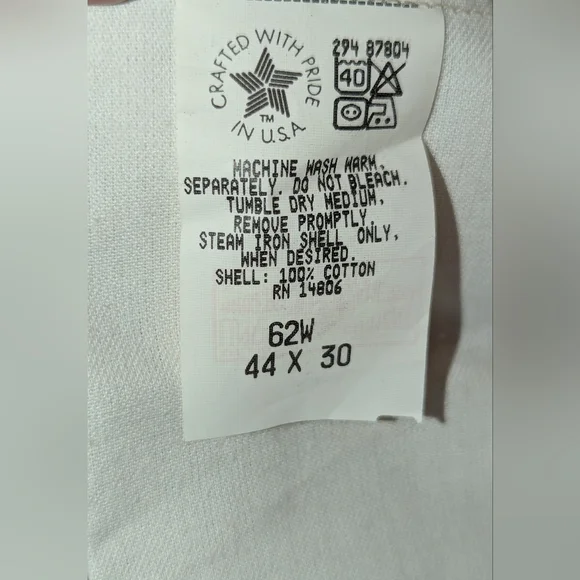 CRAFTED WITH PRIDE
IN U.S.A.
TM
294 87804
40
MACHINE WASH WARM,
SEPARATELY. DO NOT BLEACH.
TUMBLE DRY MEDIUM,
REMOVE PROMPTLY.
STEAM IRON SHELL ONLY,
WHEN DESIRED.
SHELL: 100% COTTON
RN 14806
62W
44 X 30